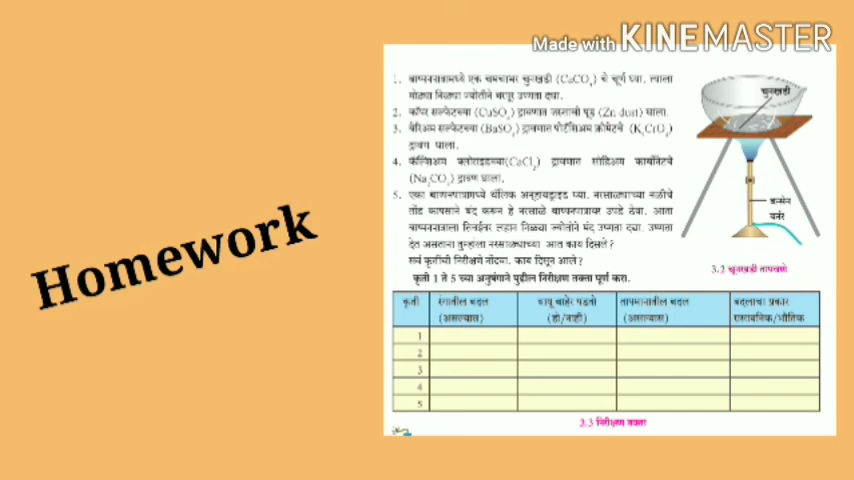 Made with KINEMASTER
Homework
1. बाष्पनपात्रामध्ये एक चमचाभर चुनखडी (CaCO₃) चे चूर्ण घ्या. त्याला
मोठ्या निळ्या ज्योतीने भरपूर उष्णता द्या.
2. कॉपर सल्फेटच्या (CuSO₄) द्रावणात जस्ताची पूड (Zn dust) घाला.
3. बेरिअम सल्फेटच्या (BaSO₄) द्रावणात पोटॅशिअम क्रोमेटचे (K₂CrO₄)
द्रावण घाला.
4. कॅल्शिअम क्लोराइडच्या (CaCl₂) द्रावणात सोडिअम कार्बोनेटचे
(Na₂CO₃) द्रावण घाला.
5. एका बाष्पनपात्रामध्ये थॅलिक अनहायड्राइड घ्या. नरसाळ्याच्या नळीचे
तोंड कापसाने बंद करून हे नरसाळे बाष्पनपात्रावर उपडे ठेवा. आता
बाष्पनपात्राला तिवईवर लहान निळ्या ज्योतीने मंद उष्णता द्या. उष्णता
देत असताना तुम्हाला नरसाळ्याच्या आत काय दिसले?
सर्व कृतींची निरीक्षणे नोंदवा. काय दिसून आले?
कृती 1 ते 5 च्या अनुषंगाने पुढील निरीक्षण तक्ता पूर्ण करा.
चुनखडी
बन्सेन
बर्नर
3.2 चुनखडी तापवणे
कृती रंगातील बदल (असल्यास) वायू बाहेर पडतो (हो/नाही) तापमानातील बदल (असल्यास) बदलाचा प्रकार रासायनिक/भौतिक
1
2
3
4
5
3.3 निरीक्षण तक्ता